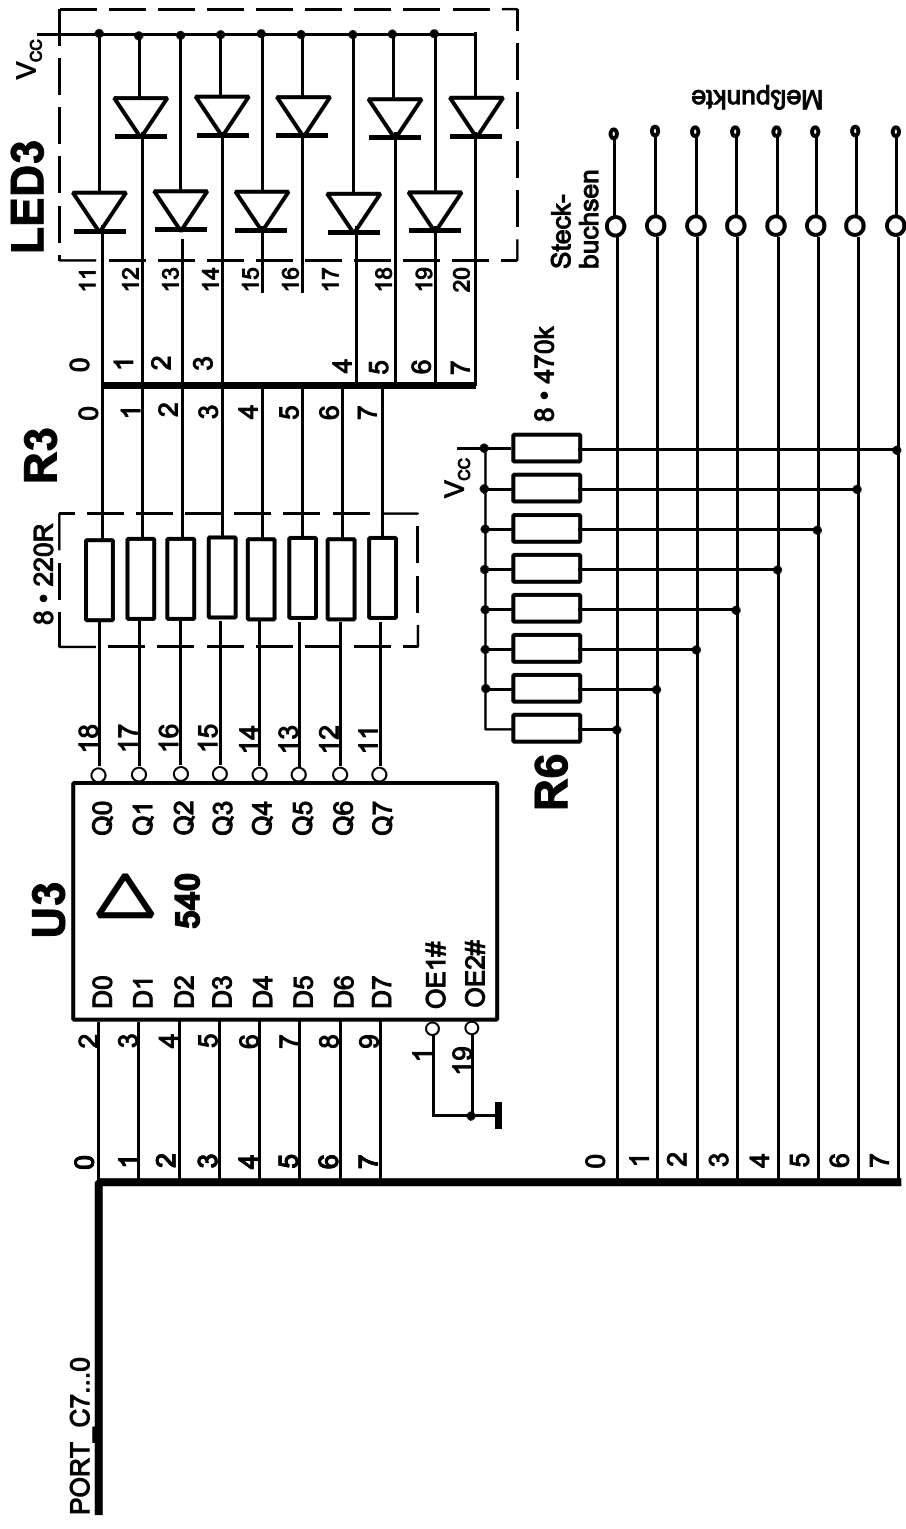 PORT_C7...0
0
1
2
3
4
5
6
7
2
3
4
5
6
7
8
9
1
19
U3
540
D0
D1
D2
D3
D4
D5
D6
D7
OE1#
OE2#
Q0
Q1
Q2
Q3
Q4
Q5
Q6
Q7
18
17
16
15
14
13
12
11
8 • 220R
R3
0
1
2
3
4
5
6
7
0
1
2
3
4
5
6
7
11
12
13
14
15
16
17
18
19
20
LED3
VCC
0
1
2
3
4
5
6
7
R6
VCC
8 • 470k
Steck-
buchsen
Meßpunkte